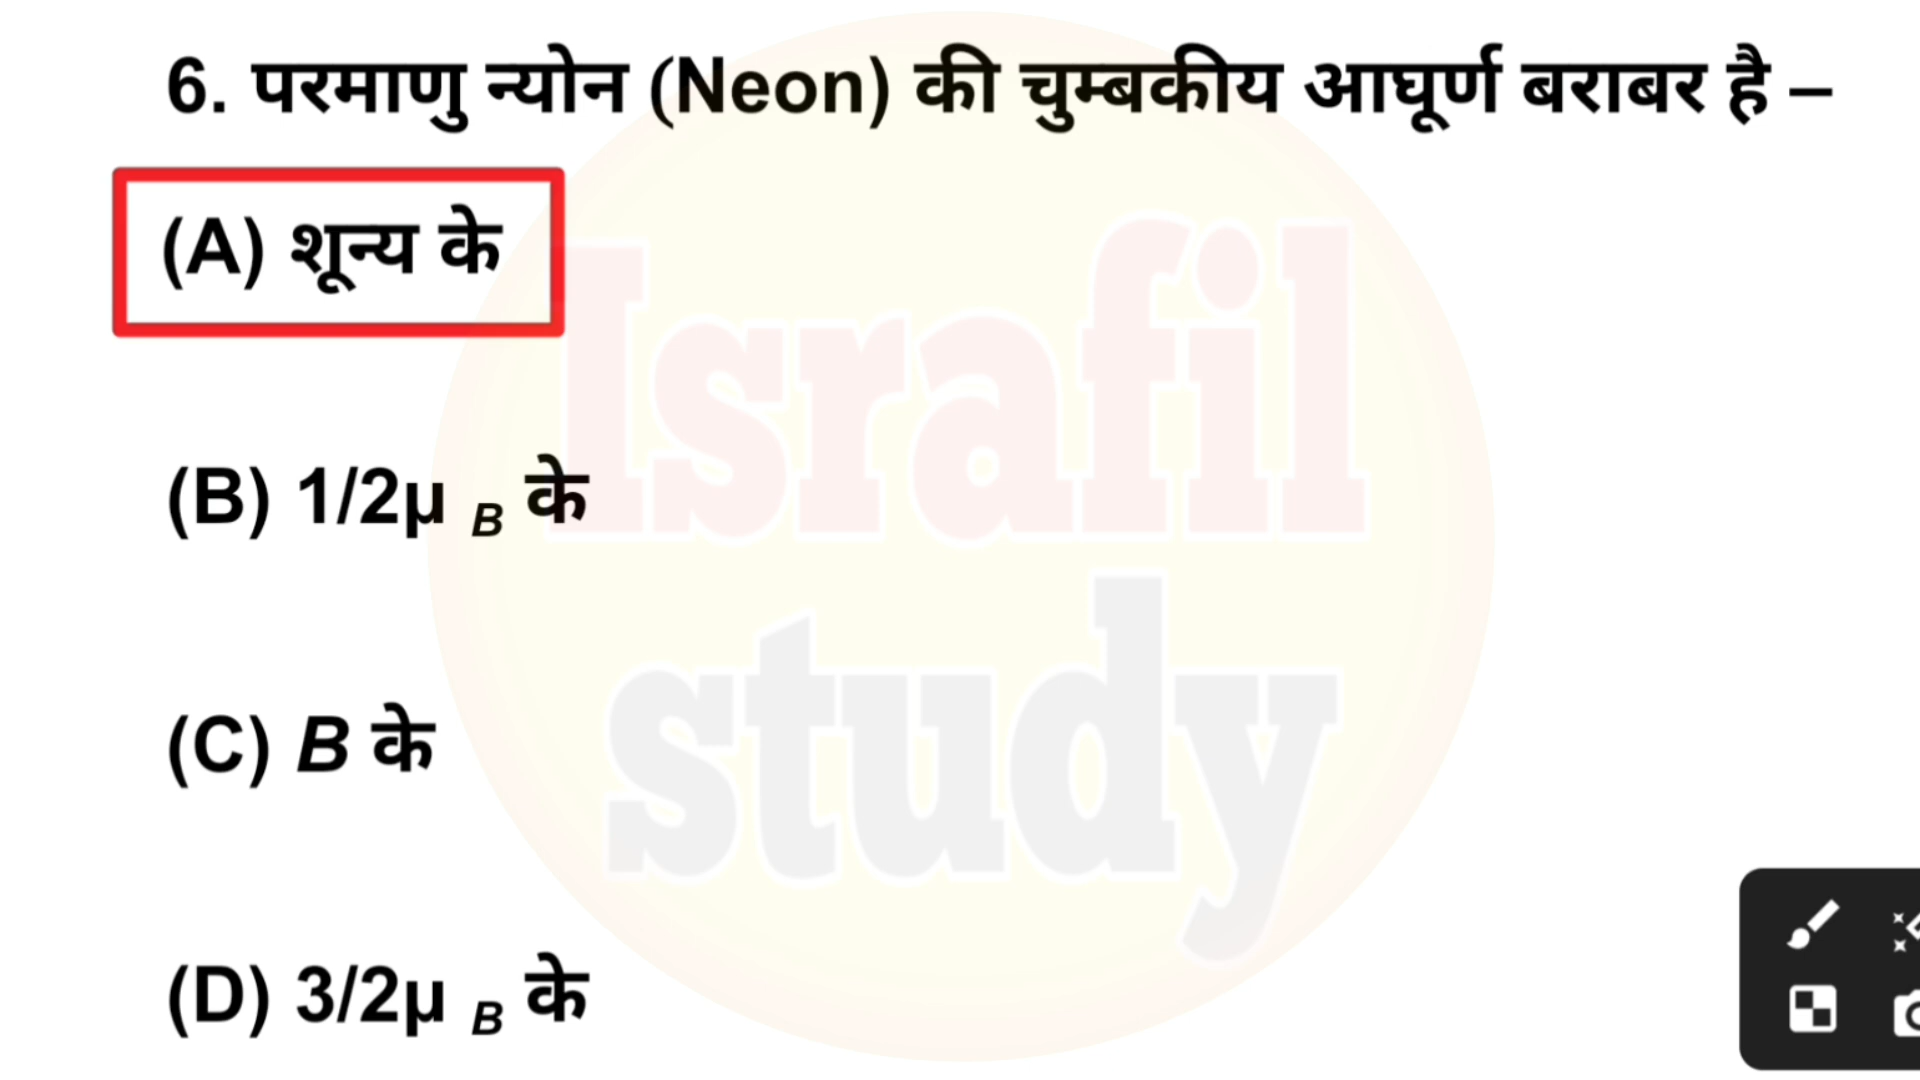 6. परमाणु न्योन (Neon) की चुम्बकीय आघूर्ण बराबर है –
(A) शून्य के
Israfil
(B) 1/2μ B के
study
(C) B के
(D) 3/2μ B के